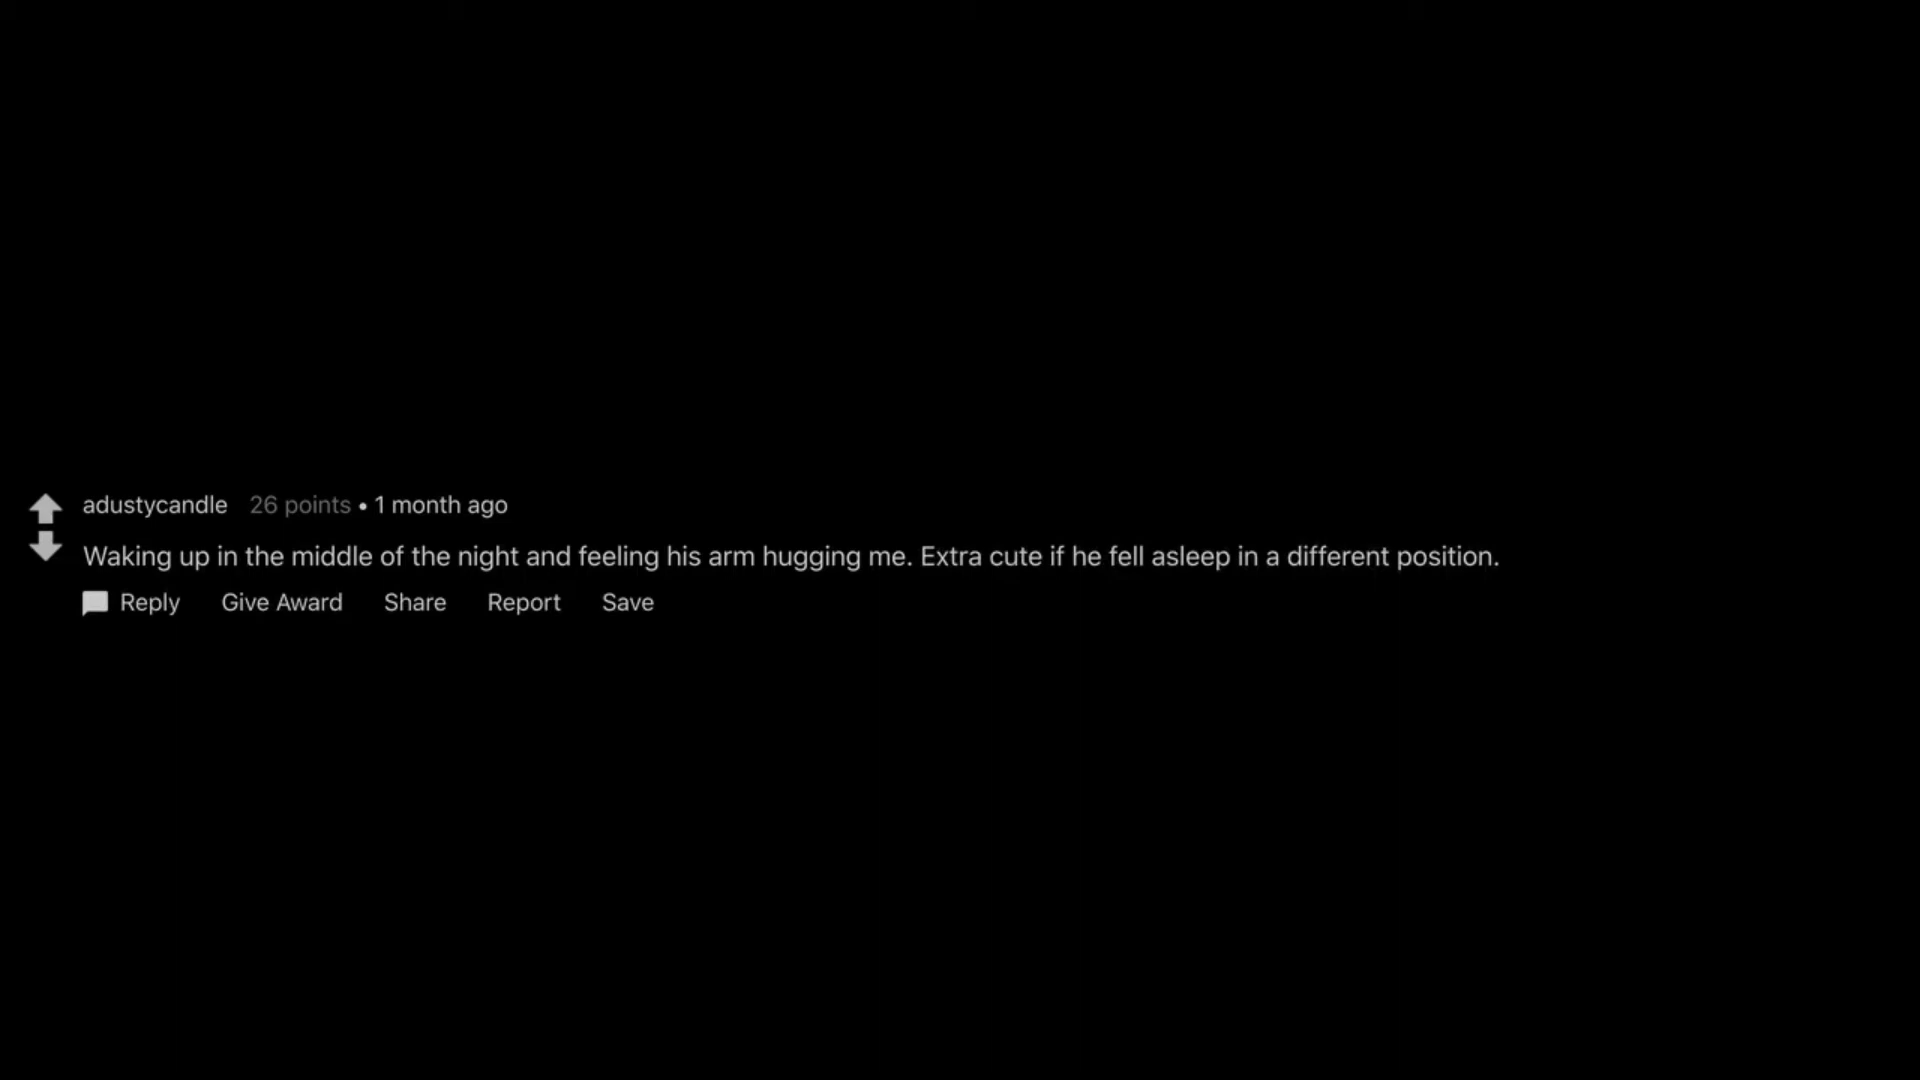 adustycandle 26 points • 1 month ago
Waking up in the middle of the night and feeling his arm hugging me. Extra cute if he fell asleep in a different position.
Reply Give Award Share Report Save